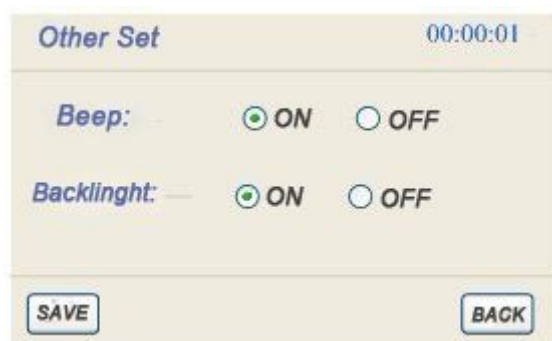 Other Set 00:00:01
Beep: ON OFF
Backlinght: ON OFF
SAVE BACK